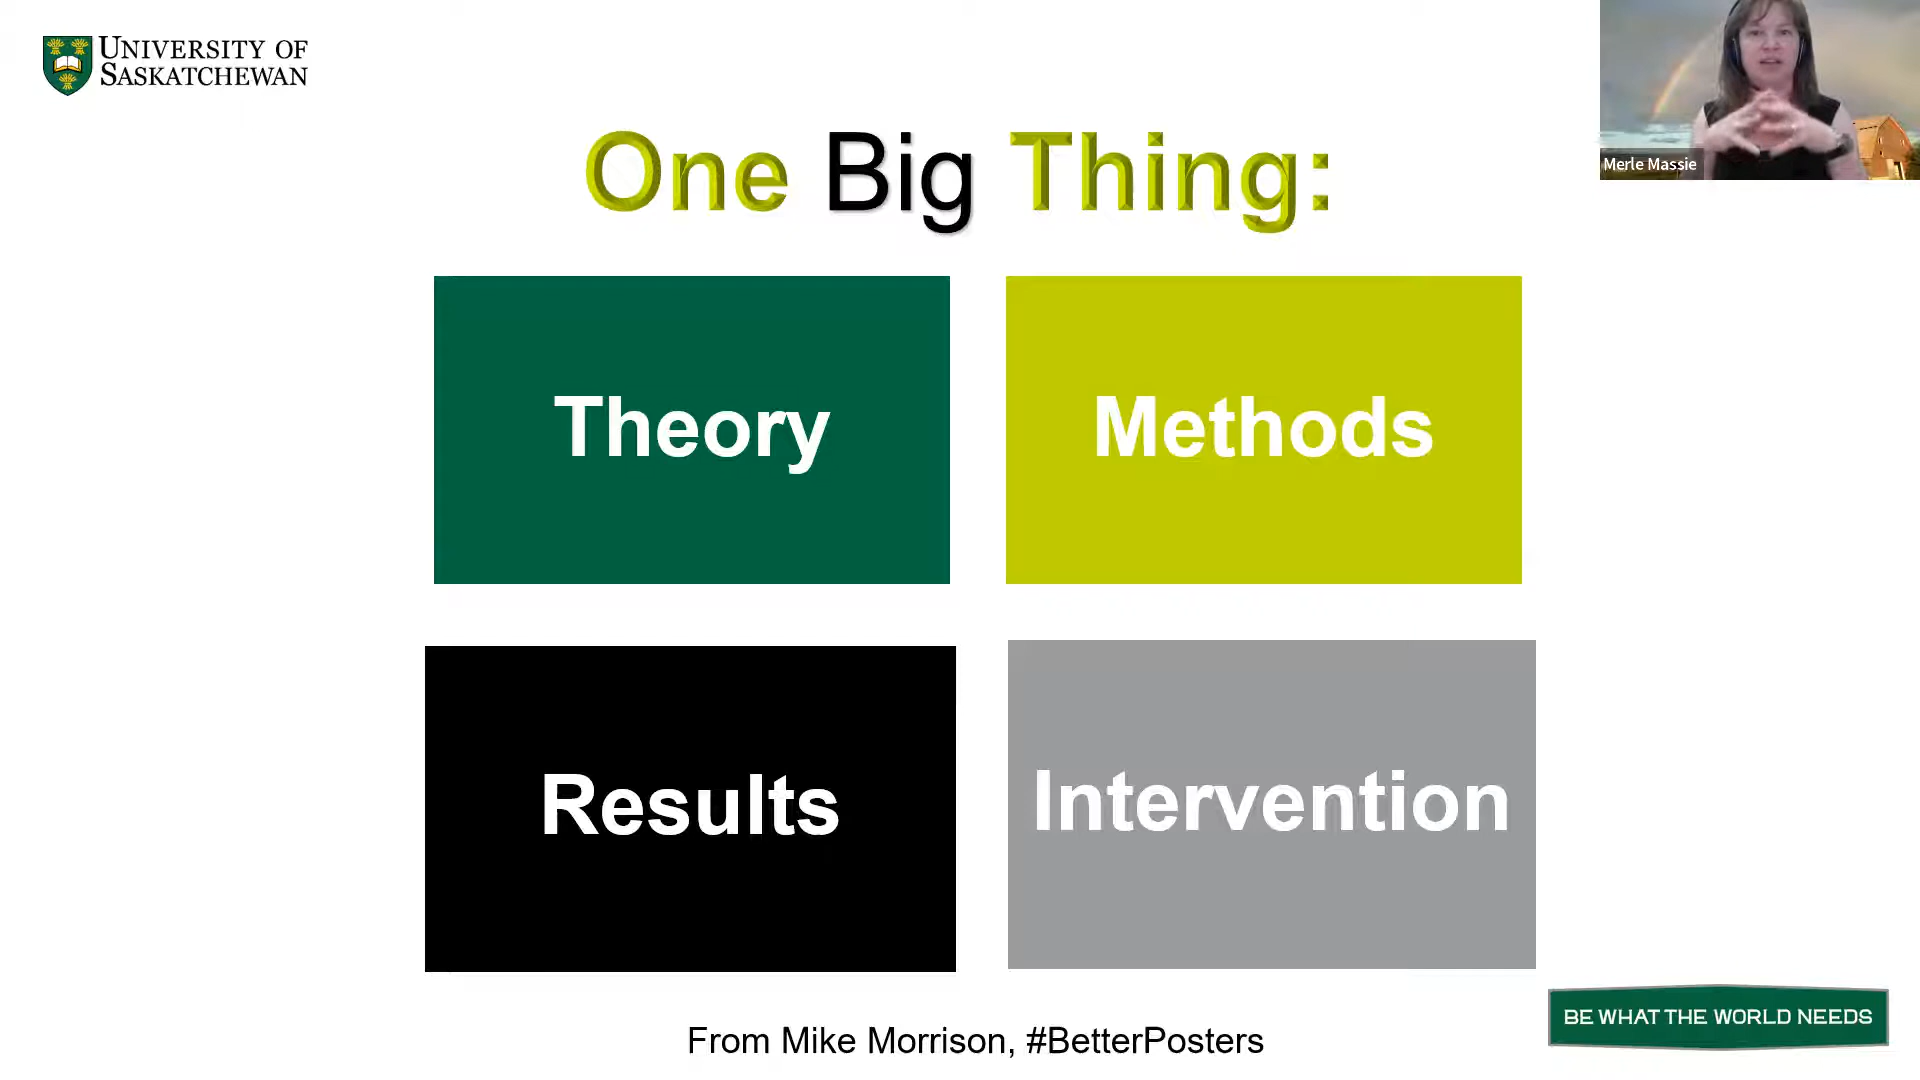 UNIVERSITY OF
SASKATCHEWAN
Merle Massie
One Big Thing:
Theory
Methods
Results
Intervention
From Mike Morrison, #BetterPosters
BE WHAT THE WORLD NEEDS